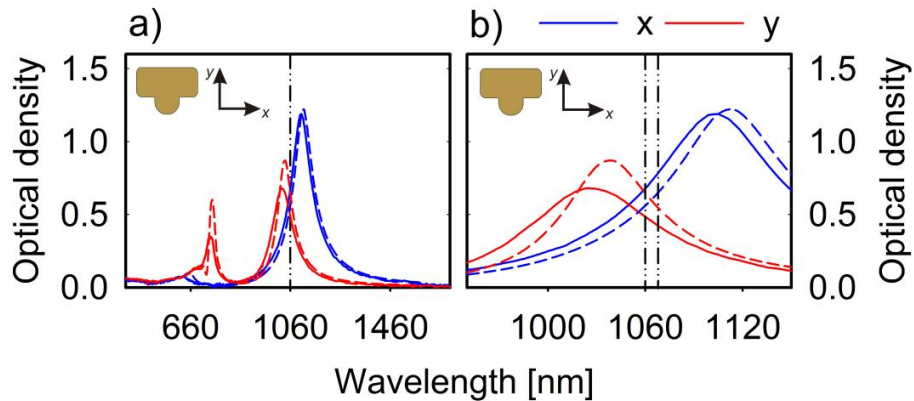 a)
b)
x
y
1.5
1.0
0.5
0.0
Optical density
y
x
660
1060
1460
y
x
1000
1060
1120
1.5
1.0
0.5
0.0
Optical density
Wavelength [nm]